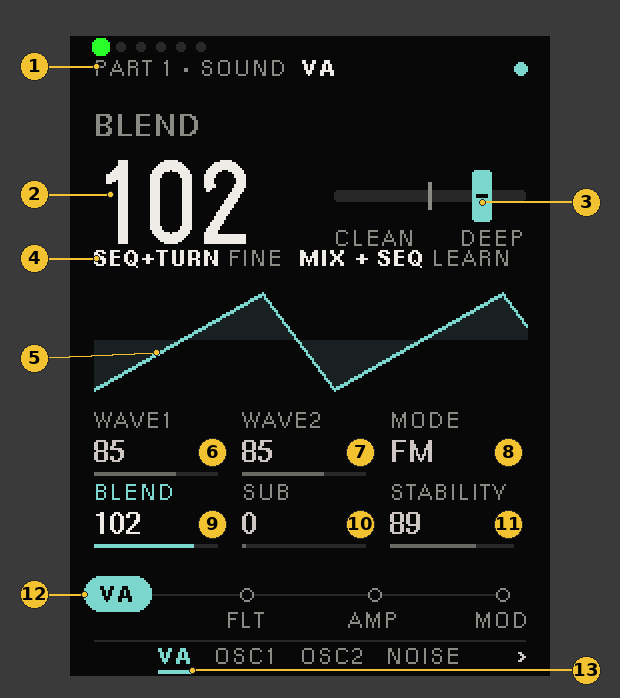 1 PART 1 · SOUND VA
BLEND
2 102 3
CLEAN DEEP
4 SEQ+TURN FINE MIX + SEQ LEARN
5
WAVE1 WAVE2 MODE
85 6 85 7 FM 8
BLEND SUB STABILITY
102 9 0 10 89 11
12 VA
FLT AMP MOD
VA OSC1 OSC2 NOISE >
13